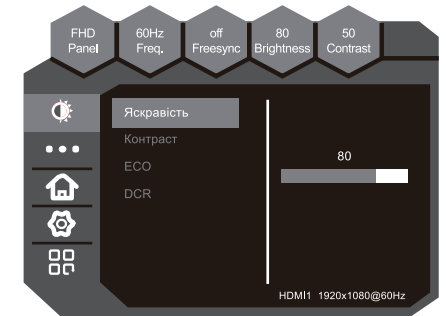 FHD
Panel
60Hz
Freq.
off
Freesync
80
Brightness
50
Contrast
Яскравість
Контраст
ECO
DCR
80
HDMI1 1920x1080@60Hz